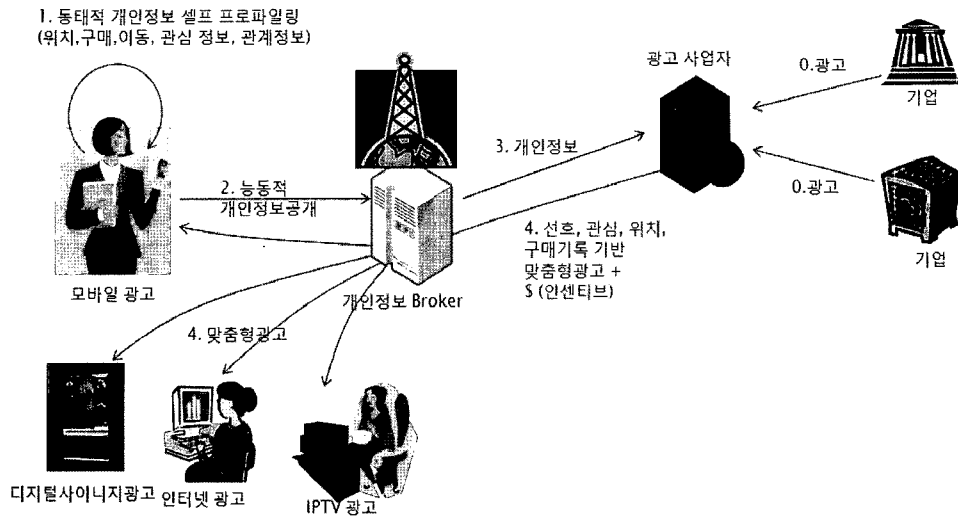 1. 동태적 개인정보 셀프 프로파일링
(위치,구매,이동, 관심 정보, 관계정보)
광고 사업자
0.광고
기업
3. 개인정보
2. 능동적
개인정보공개
0.광고
기업
4. 선호, 관심, 위치,
구매기록 기반
맞춤형광고 +
$ (인센티브)
모바일 광고
개인정보 Broker
4. 맞춤형광고
디지털사이니지광고
인터넷 광고
IPTV 광고